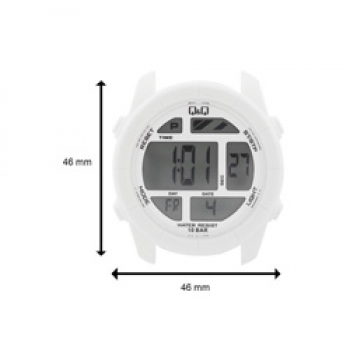 Q&Q
RESET
P
TIME
START
1:01
27
SEC
46 mm
MODE
DAY
DATE
LIGHT
FR
4
WATER RESIST
10 BAR
46 mm